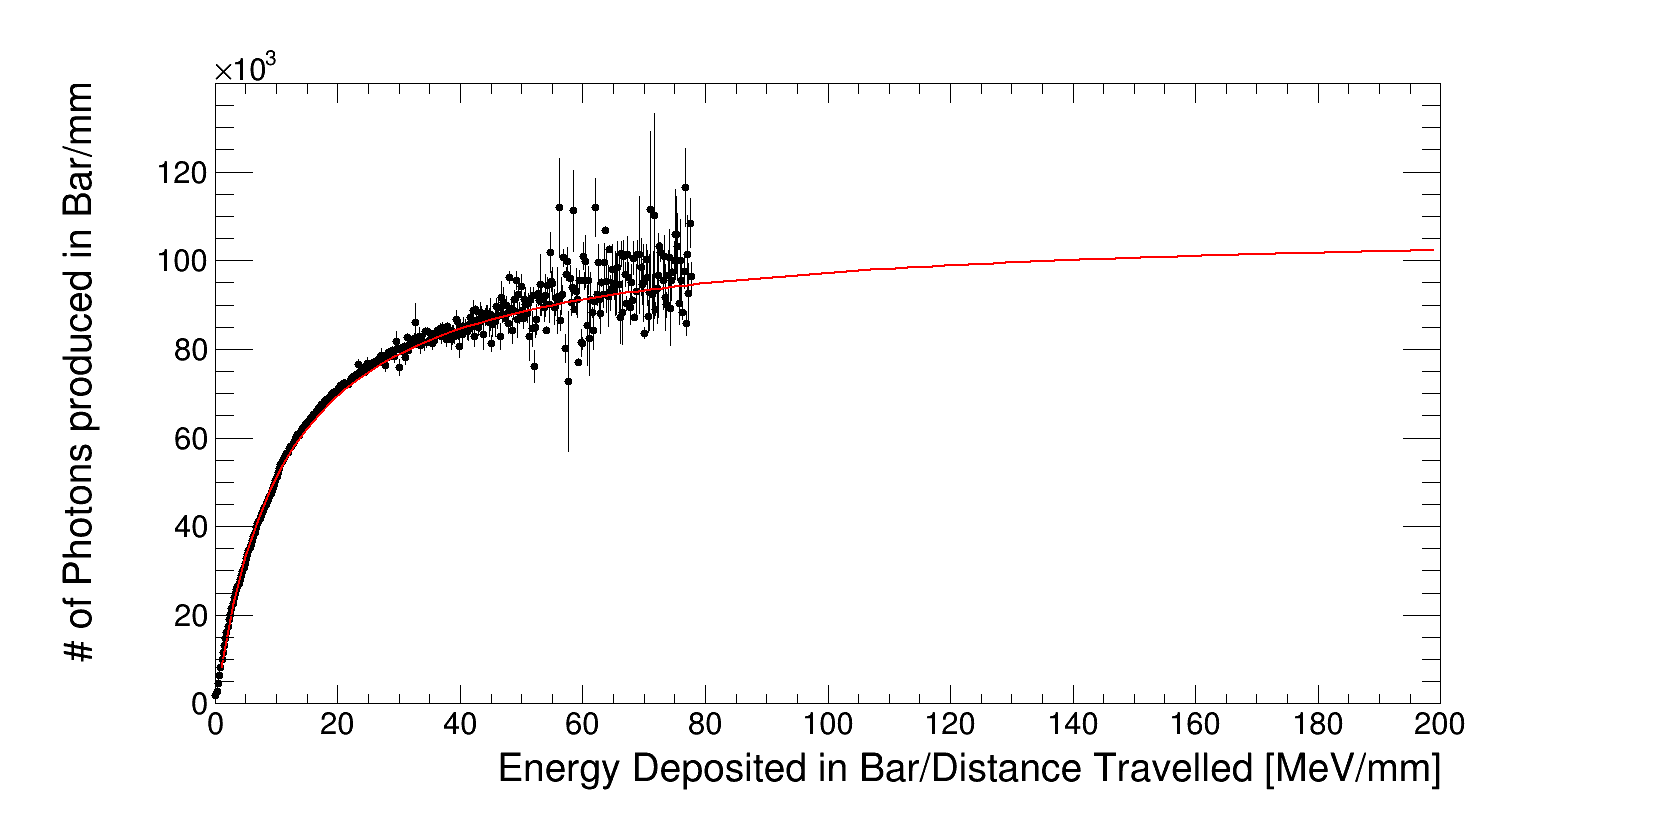 ×10³
# of Photons produced in Bar/mm
120
100
80
60
40
20
0
0 20 40 60 80 100 120 140 160 180 200
Energy Deposited in Bar/Distance Travelled [MeV/mm]